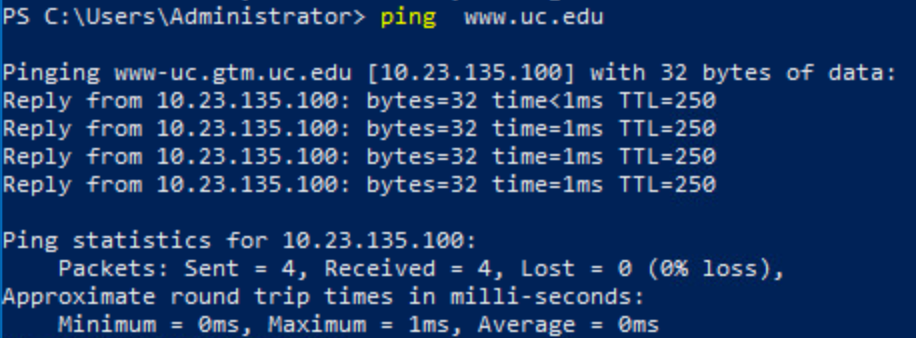 PS C:\Users\Administrator> ping  www.uc.edu
Pinging www-uc.gtm.uc.edu [10.23.135.100] with 32 bytes of data:
Reply from 10.23.135.100: bytes=32 time<1ms TTL=250
Reply from 10.23.135.100: bytes=32 time=1ms TTL=250
Reply from 10.23.135.100: bytes=32 time=1ms TTL=250
Reply from 10.23.135.100: bytes=32 time=1ms TTL=250
Ping statistics for 10.23.135.100:
    Packets: Sent = 4, Received = 4, Lost = 0 (0% loss),
Approximate round trip times in milli-seconds:
    Minimum = 0ms, Maximum = 1ms, Average = 0ms